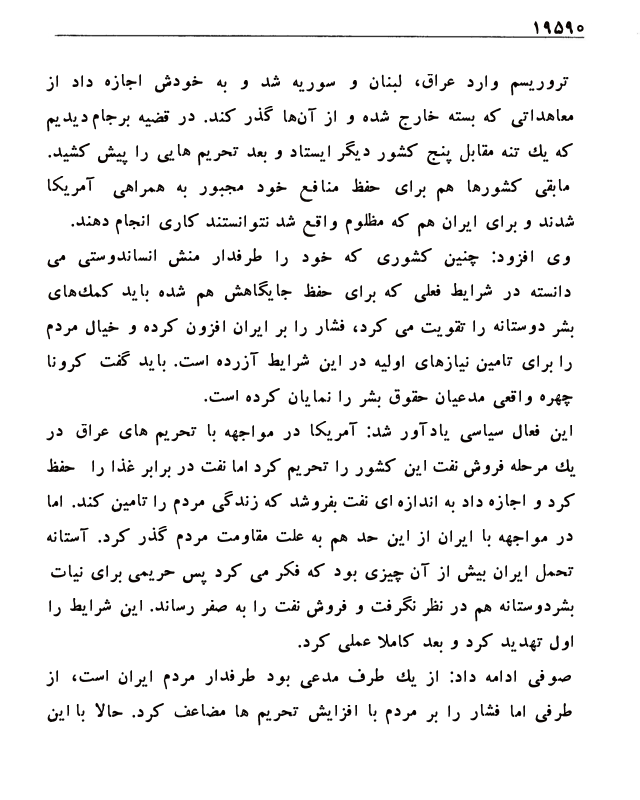 ۱۹۵۹۰
تروریسم وارد عراق، لبنان و سوریه شد و به خودش اجازه داد از
معاهداتی که بسته خارج شده و از آن‌ها گذر کند. در قضیه برجام دیدیم
که یك تنه مقابل پنج کشور دیگر ایستاد و بعد تحریم هایی را پیش کشید.
مابقی کشورها هم برای حفظ منافع خود مجبور به همراهی آمریکا
شدند و برای ایران هم که مظلوم واقع شد نتوانستند کاری انجام دهند.
وی افزود: چنین کشوری که خود را طرفدار منش انساندوستی می
دانسته در شرایط فعلی که برای حفظ جایگاهش هم شده باید کمك‌های
بشر دوستانه را تقویت می کرد، فشار را بر ایران افزون کرده و خیال مردم
را برای تامین نیازهای اولیه در این شرایط آزرده است. باید گفت کرونا
چهره واقعی مدعیان حقوق بشر را نمایان کرده است.
این فعال سیاسی یادآور شد: آمریکا در مواجهه با تحریم های عراق در
یك مرحله فروش نفت این کشور را تحریم کرد اما نفت در برابر غذا را حفظ
کرد و اجازه داد به اندازه ای نفت بفروشد که زندگی مردم را تامین کند. اما
در مواجهه با ایران از این حد هم به علت مقاومت مردم گذر کرد. آستانه
تحمل ایران بیش از آن چیزی بود که فکر می کرد پس حریمی برای نیات
بشردوستانه هم در نظر نگرفت و فروش نفت را به صفر رساند. این شرایط را
اول تهدید کرد و بعد کاملا عملی کرد.
صوفی ادامه داد: از یك طرف مدعی بود طرفدار مردم ایران است، از
طرفی اما فشار را بر مردم با افزایش تحریم ها مضاعف کرد. حالا با این